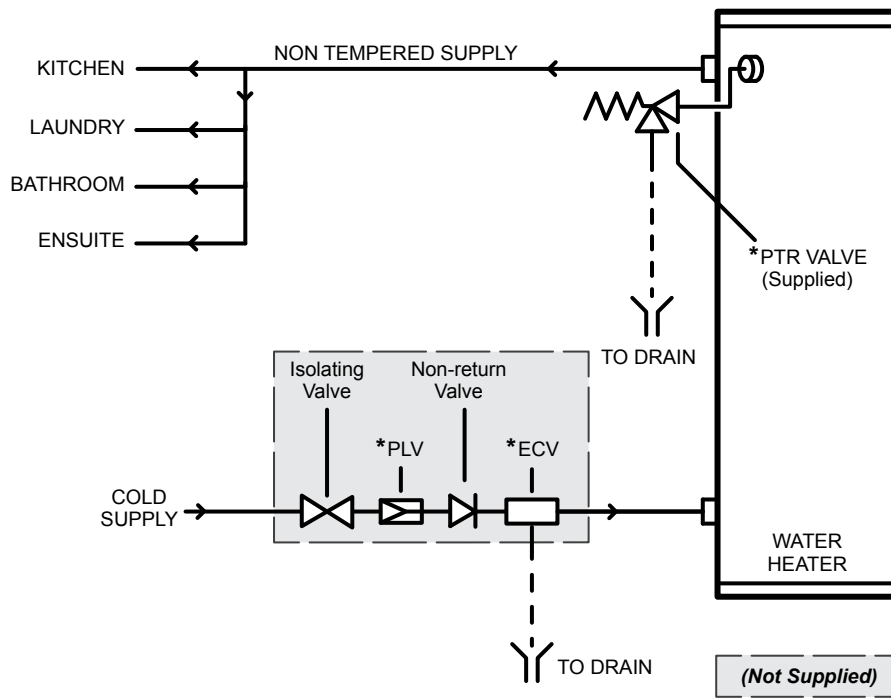 NON TEMPERED SUPPLY
KITCHEN
LAUNDRY
BATHROOM
ENSUITE
*PTR VALVE
(Supplied)
TO DRAIN
Isolating
Valve
Non-return
Valve
*PLV
*ECV
COLD
SUPPLY
WATER
HEATER
TO DRAIN
(Not Supplied)